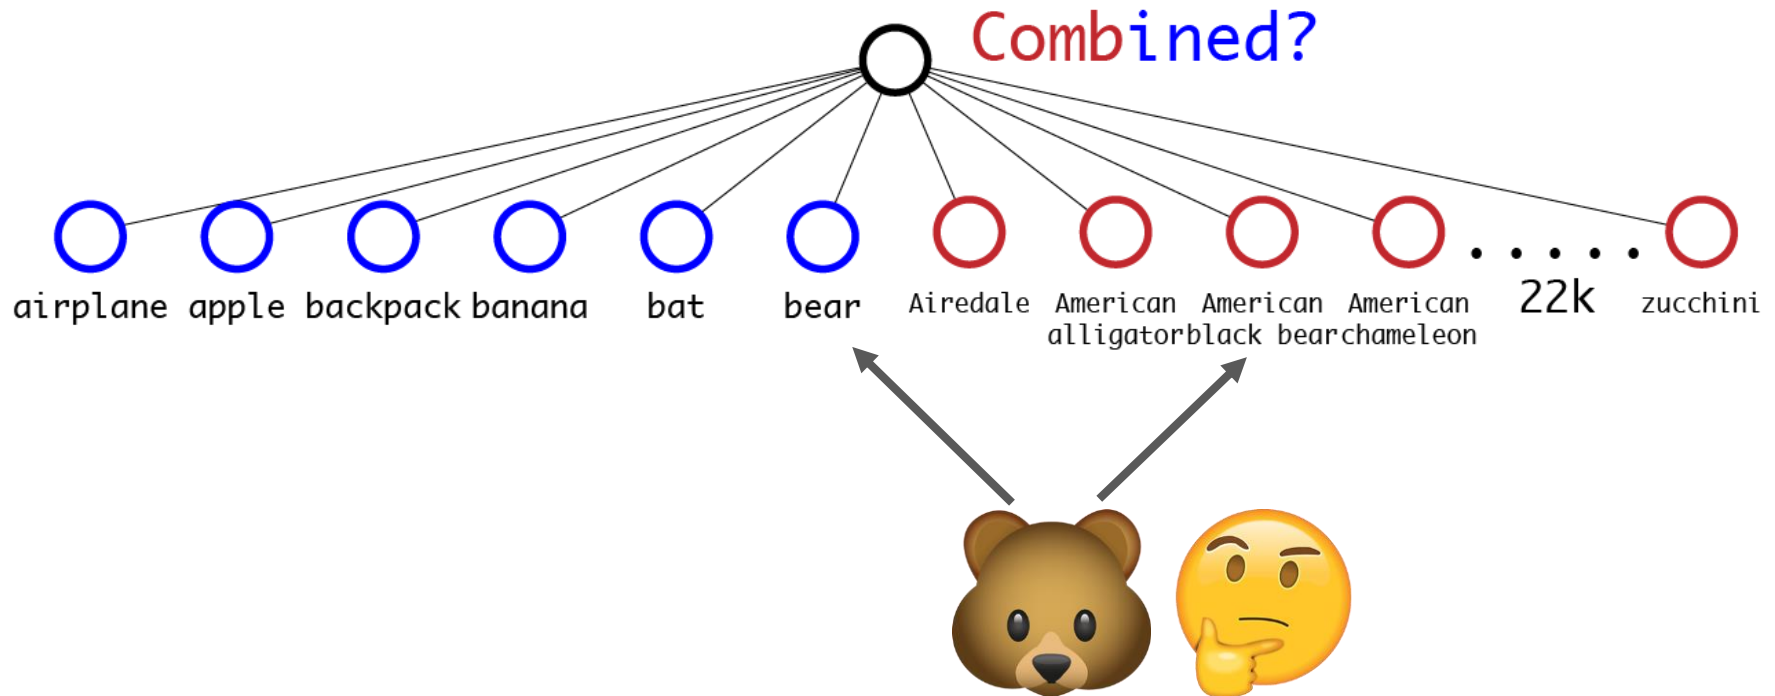 Combined?
airplane apple backpack banana bat bear Airedale American American American 22k zucchini
alligator black bear chameleon